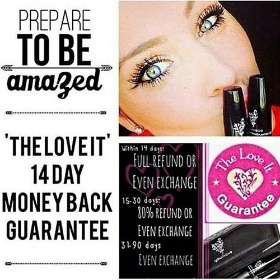 PREPARE
TO BE
amazed
'THE LOVE IT'
14 DAY
MONEY BACK
GUARANTEE
Within 14 days:
FULL REFUND OR
EVEN EXCHANGE
15-30 days:
80% REFUND OR
EVEN EXCHANGE
31-90 days
EVEN EXCHANGE
The Love It
Guarantee